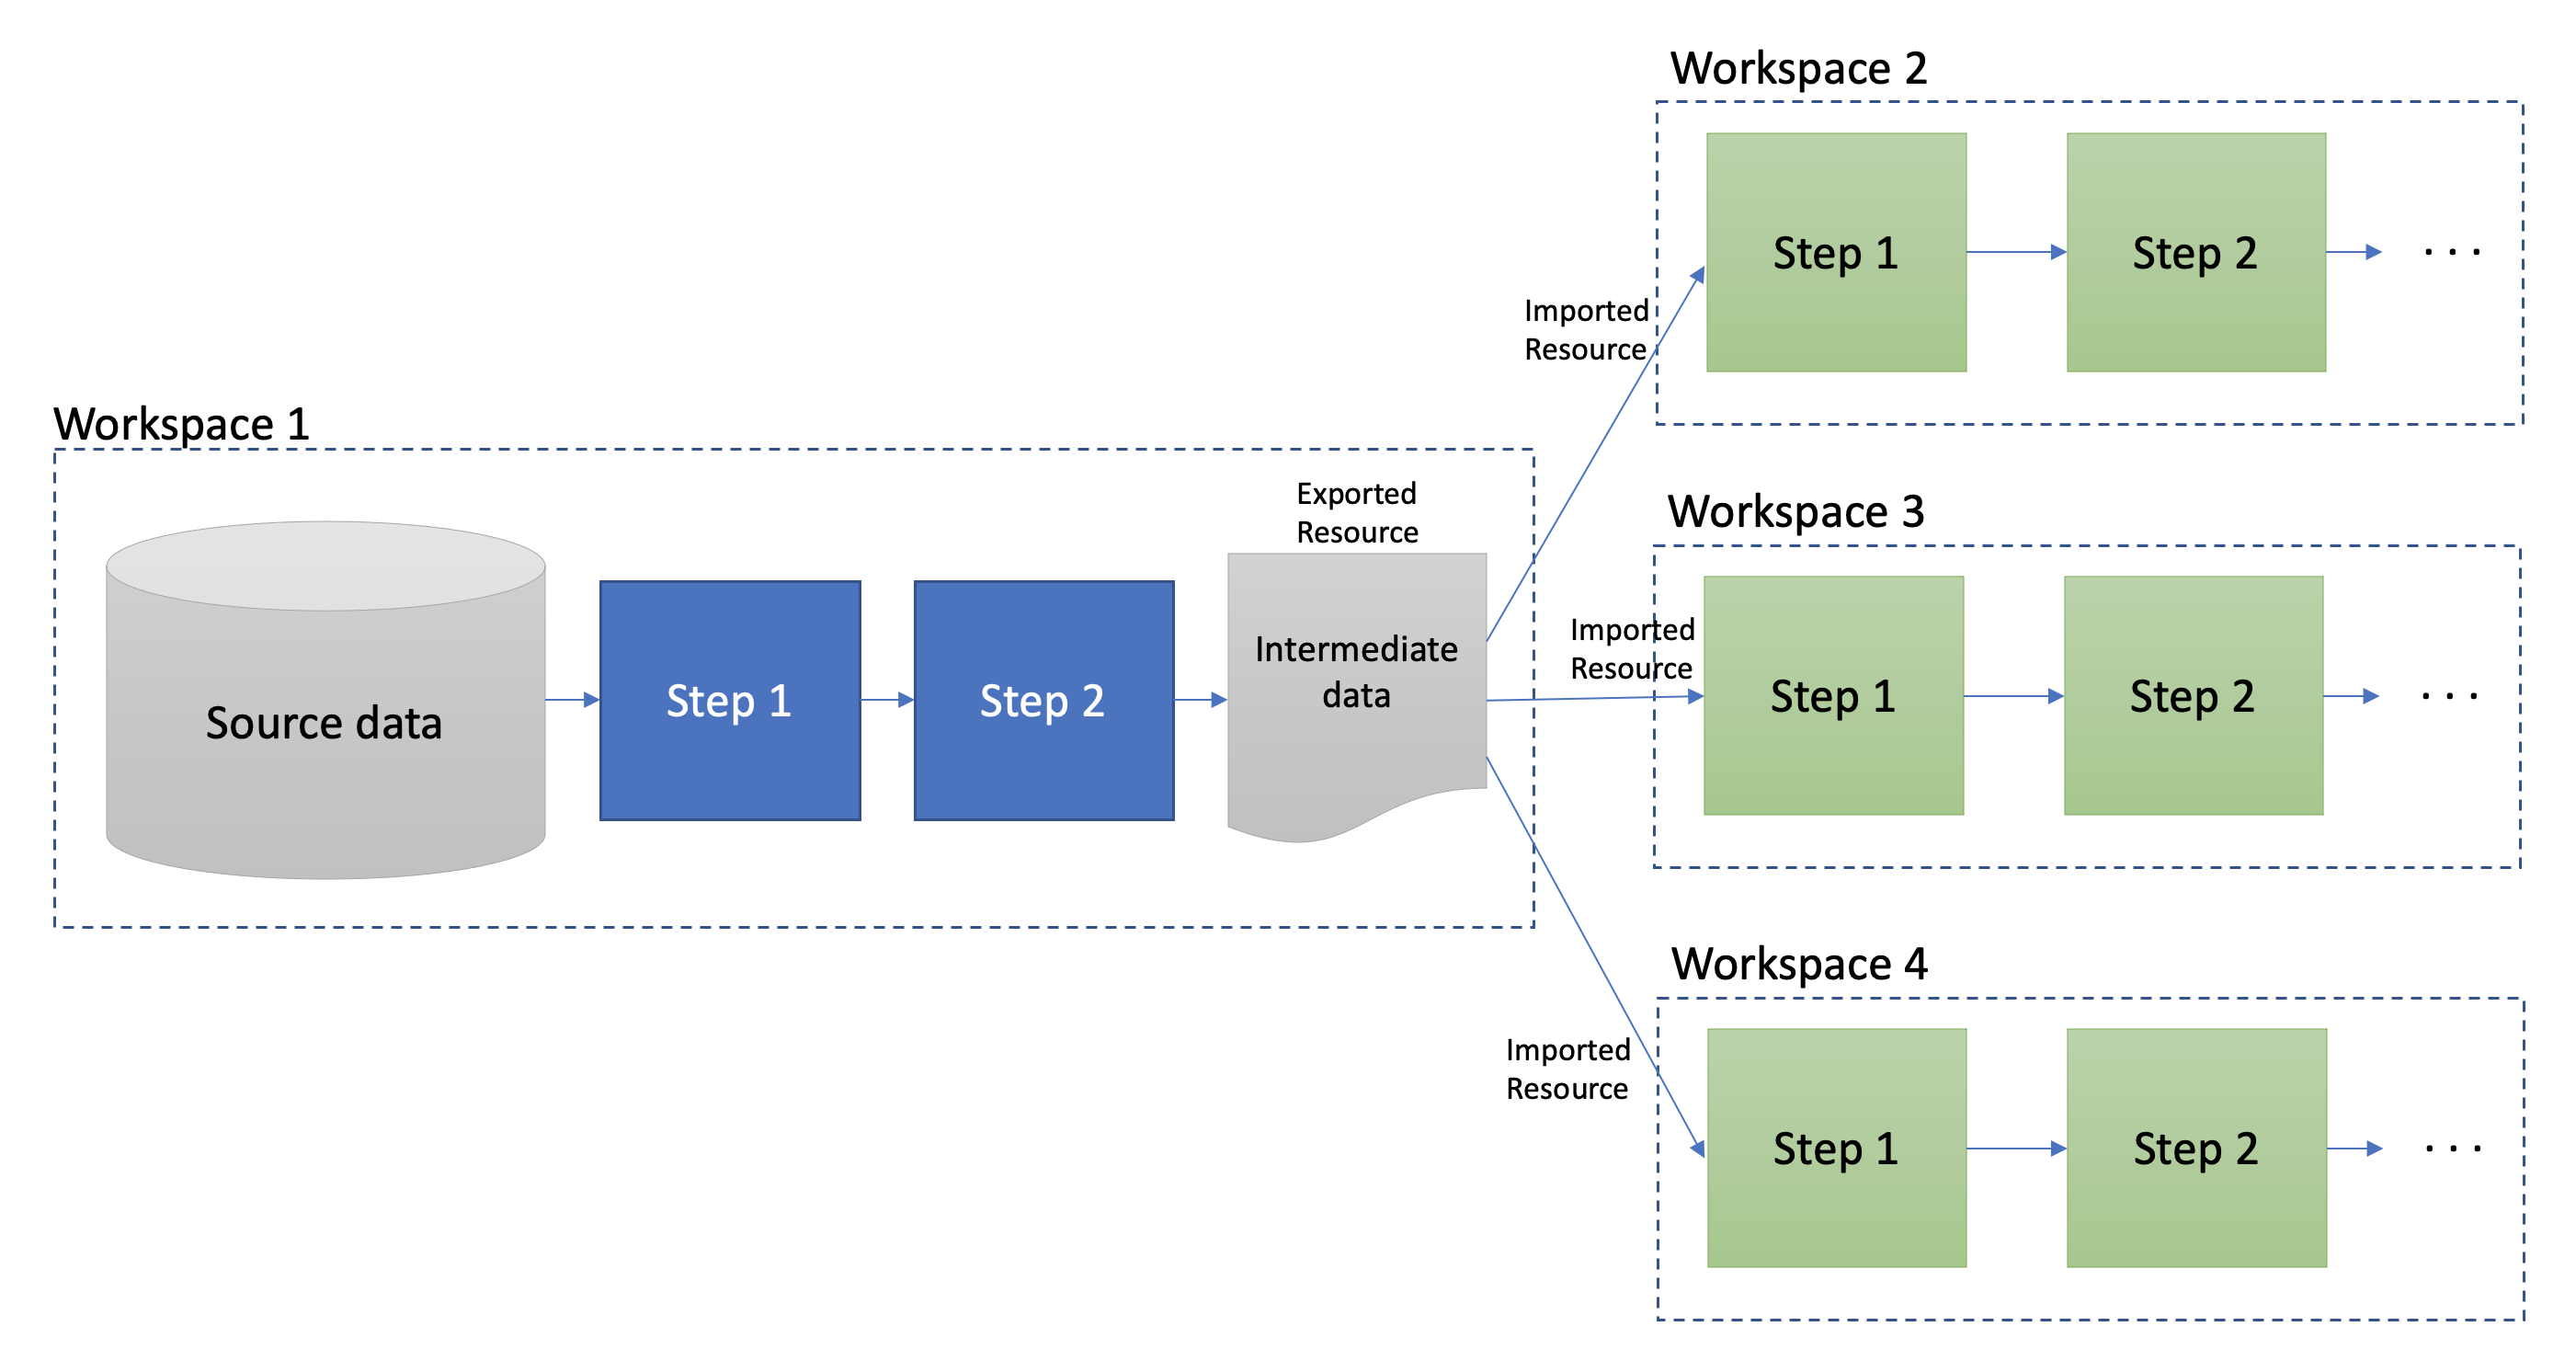 Workspace 1
Source data
Step 1
Step 2
Exported
Resource
Intermediate
data
Imported
Resource
Workspace 2
Step 1
Step 2
. . .
Imported
Resource
Workspace 3
Step 1
Step 2
. . .
Imported
Resource
Workspace 4
Step 1
Step 2
. . .